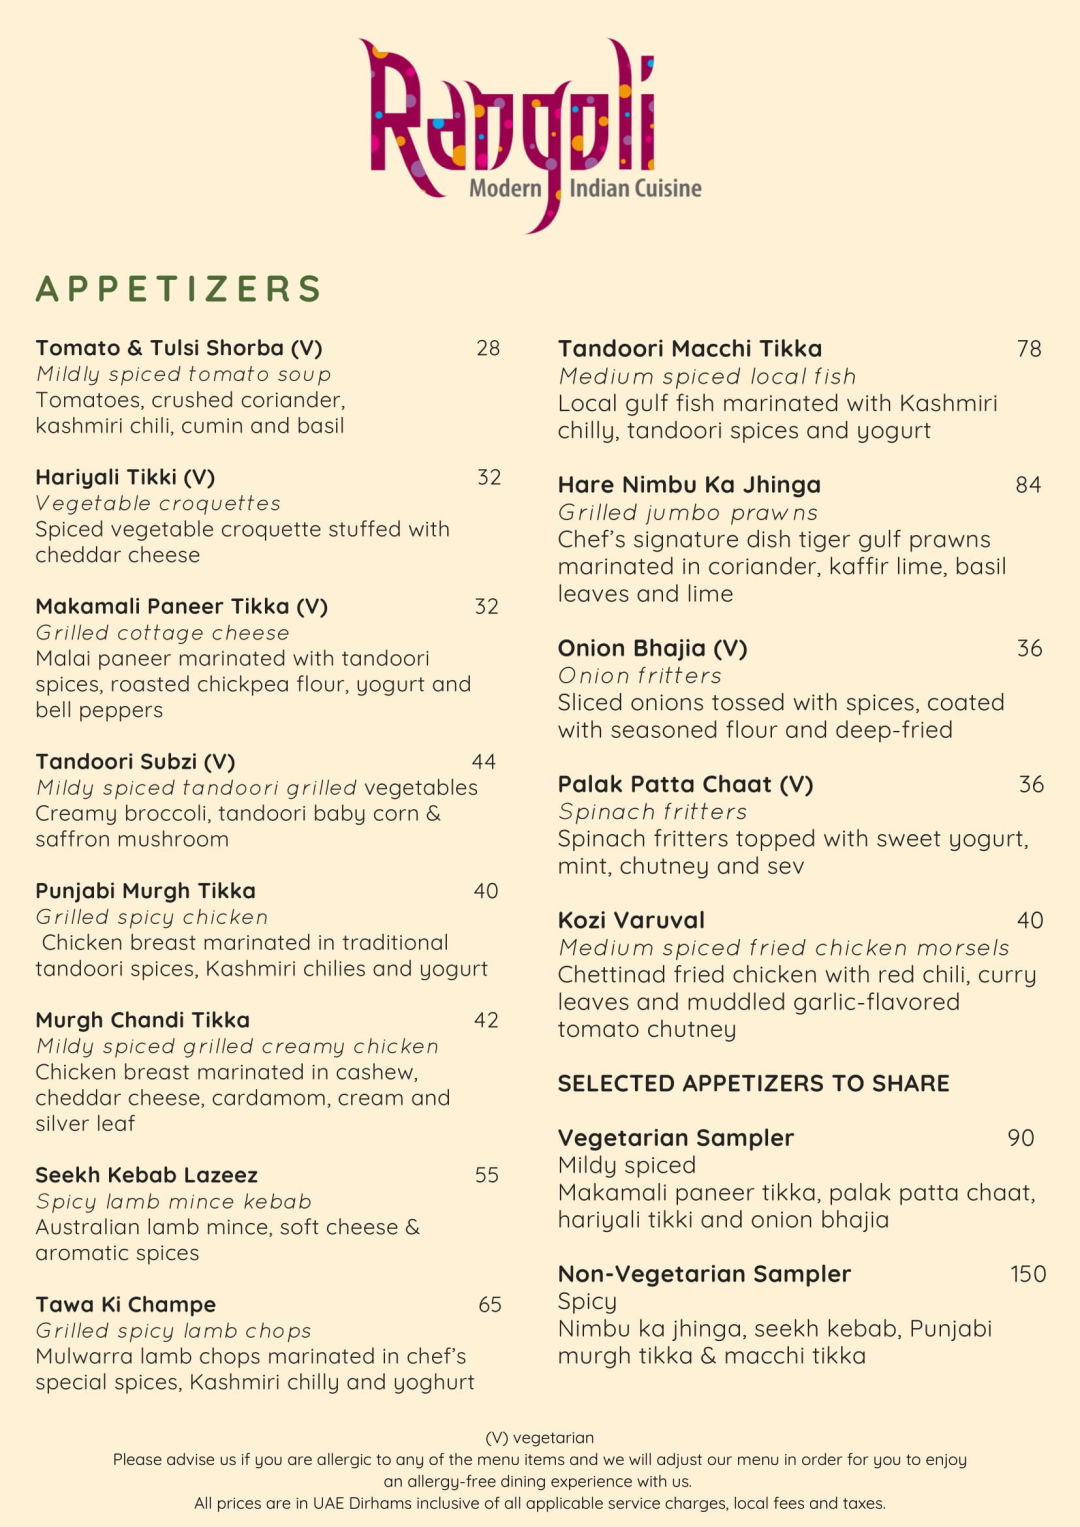 Rangoli
Modern Indian Cuisine
APPETIZERS
Tomato & Tulsi Shorba (V) 28
Mildly spiced tomato soup
Tomatoes, crushed coriander,
kashmiri chili, cumin and basil
Hariyali Tikki (V) 32
Vegetable croquettes
Spiced vegetable croquette stuffed with
cheddar cheese
Makamali Paneer Tikka (V) 32
Grilled cottage cheese
Malai paneer marinated with tandoori
spices, roasted chickpea flour, yogurt and
bell peppers
Tandoori Subzi (V) 44
Mildy spiced tandoori grilled vegetables
Creamy broccoli, tandoori baby corn &
saffron mushroom
Punjabi Murgh Tikka 40
Grilled spicy chicken
Chicken breast marinated in traditional
tandoori spices, Kashmiri chilies and yogurt
Murgh Chandi Tikka 42
Mildy spiced grilled creamy chicken
Chicken breast marinated in cashew,
cheddar cheese, cardamom, cream and
silver leaf
Seekh Kebab Lazeez 55
Spicy lamb mince kebab
Australian lamb mince, soft cheese &
aromatic spices
Tawa Ki Champe 65
Grilled spicy lamb chops
Mulwarra lamb chops marinated in chef's
special spices, Kashmiri chilly and yoghurt
Tandoori Macchi Tikka 78
Medium spiced local fish
Local gulf fish marinated with Kashmiri
chilly, tandoori spices and yogurt
Hare Nimbu Ka Jhinga 84
Grilled jumbo prawns
Chef's signature dish tiger gulf prawns
marinated in coriander, kaffir lime, basil
leaves and lime
Onion Bhajia (V) 36
Onion fritters
Sliced onions tossed with spices, coated
with seasoned flour and deep-fried
Palak Patta Chaat (V) 36
Spinach fritters
Spinach fritters topped with sweet yogurt,
mint, chutney and sev
Kozi Varuval 40
Medium spiced fried chicken morsels
Chettinad fried chicken with red chili, curry
leaves and muddled garlic-flavored
tomato chutney
SELECTED APPETIZERS TO SHARE
Vegetarian Sampler 90
Mildy spiced
Makamali paneer tikka, palak patta chaat,
hariyali tikki and onion bhajia
Non-Vegetarian Sampler 150
Spicy
Nimbu ka jhinga, seekh kebab, Punjabi
murgh tikka & macchi tikka
(V) vegetarian
Please advise us if you are allergic to any of the menu items and we will adjust our menu in order for you to enjoy
an allergy-free dining experience with us.
All prices are in UAE Dirhams inclusive of all applicable service charges, local fees and taxes.